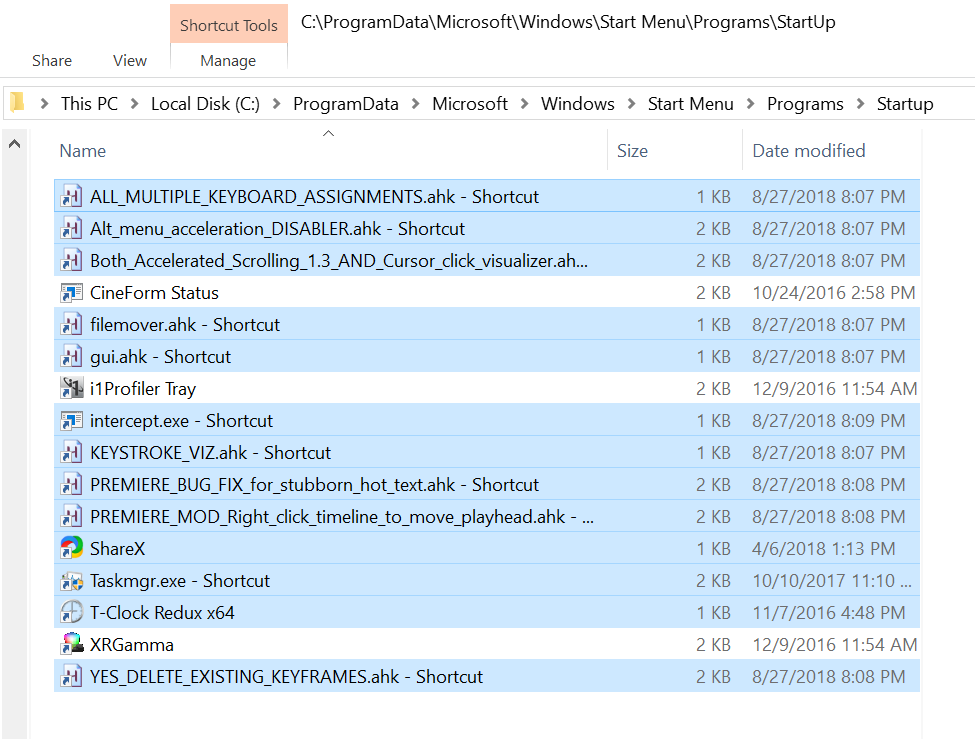 Shortcut Tools C:\ProgramData\Microsoft\Windows\Start Menu\Programs\StartUp
Share View Manage
This PC Local Disk (C:) ProgramData Microsoft Windows Start Menu Programs Startup
Name Size Date modified
ALL_MULTIPLE_KEYBOARD_ASSIGNMENTS.ahk - Shortcut 1 KB 8/27/2018 8:07 PM
Alt_menu_acceleration_DISABLER.ahk - Shortcut 2 KB 8/27/2018 8:07 PM
Both_Accelerated_Scrolling_1.3_AND_Cursor_click_visualizer.ah... 2 KB 8/27/2018 8:07 PM
CineForm Status 2 KB 10/24/2016 2:58 PM
filemover.ahk - Shortcut 1 KB 8/27/2018 8:07 PM
gui.ahk - Shortcut 1 KB 8/27/2018 8:07 PM
i1Profiler Tray 2 KB 12/9/2016 11:54 AM
intercept.exe - Shortcut 1 KB 8/27/2018 8:09 PM
KEYSTROKE_VIZ.ahk - Shortcut 1 KB 8/27/2018 8:07 PM
PREMIERE_BUG_FIX_for_stubborn_hot_text.ahk - Shortcut 2 KB 8/27/2018 8:08 PM
PREMIERE_MOD_Right_click_timeline_to_move_playhead.ahk - ... 2 KB 8/27/2018 8:08 PM
ShareX 1 KB 4/6/2018 1:13 PM
Taskmgr.exe - Shortcut 2 KB 10/10/2017 11:10 ...
T-Clock Redux x64 1 KB 11/7/2016 4:48 PM
XRGamma 2 KB 12/9/2016 11:54 AM
YES_DELETE_EXISTING_KEYFRAMES.ahk - Shortcut 2 KB 8/27/2018 8:08 PM